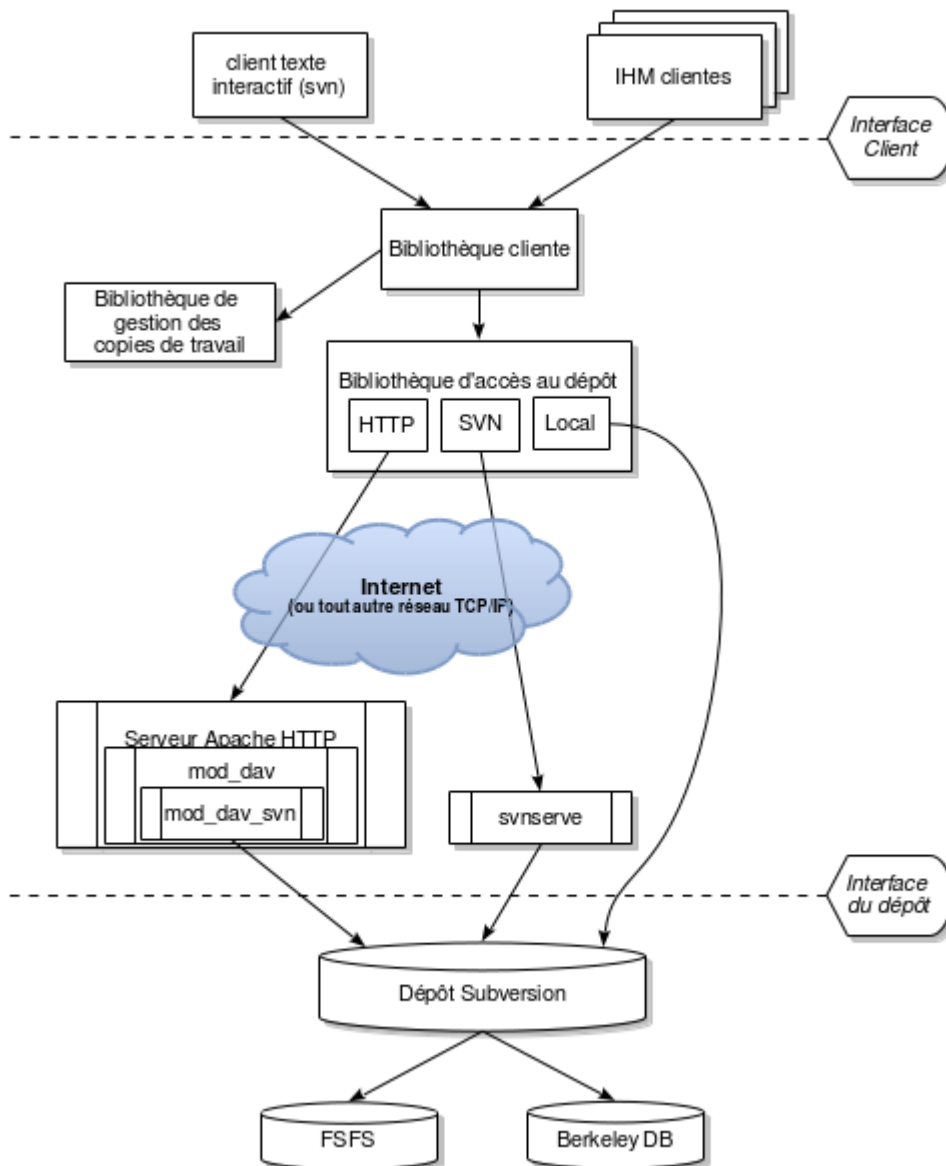 client texte
interactif (svn)
IHM clientes
Interface
Client
Bibliothèque cliente
Bibliothèque de
gestion des
copies de travail
Bibliothèque d'accès au dépôt
HTTP
SVN
Local
Internet
(ou tout autre réseau TCP/IP)
Serveur Apache HTTP
mod_dav
mod_dav_svn
svnserve
Interface
du dépôt
Dépôt Subversion
FSFS
Berkeley DB